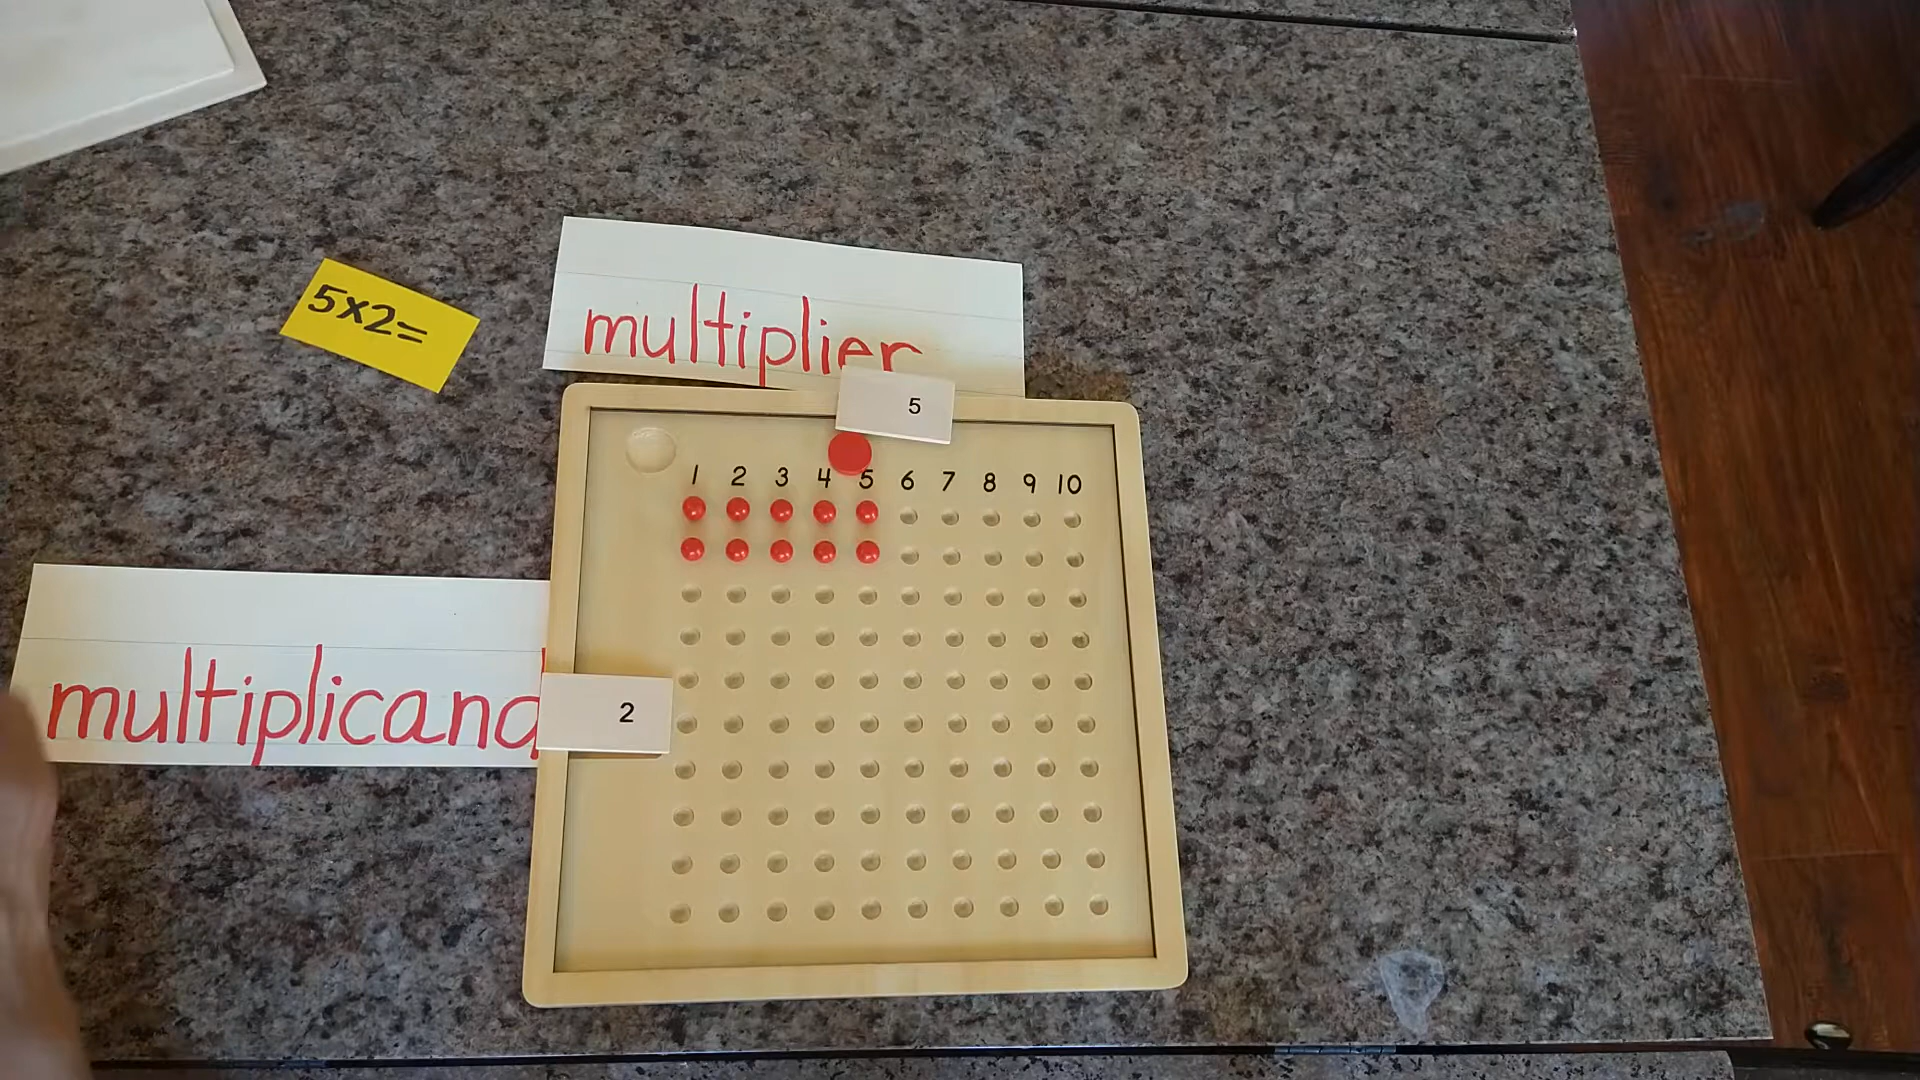 5x2=
multiplier
5
1 2 3 4 5 6 7 8 9 10
multiplicand
2